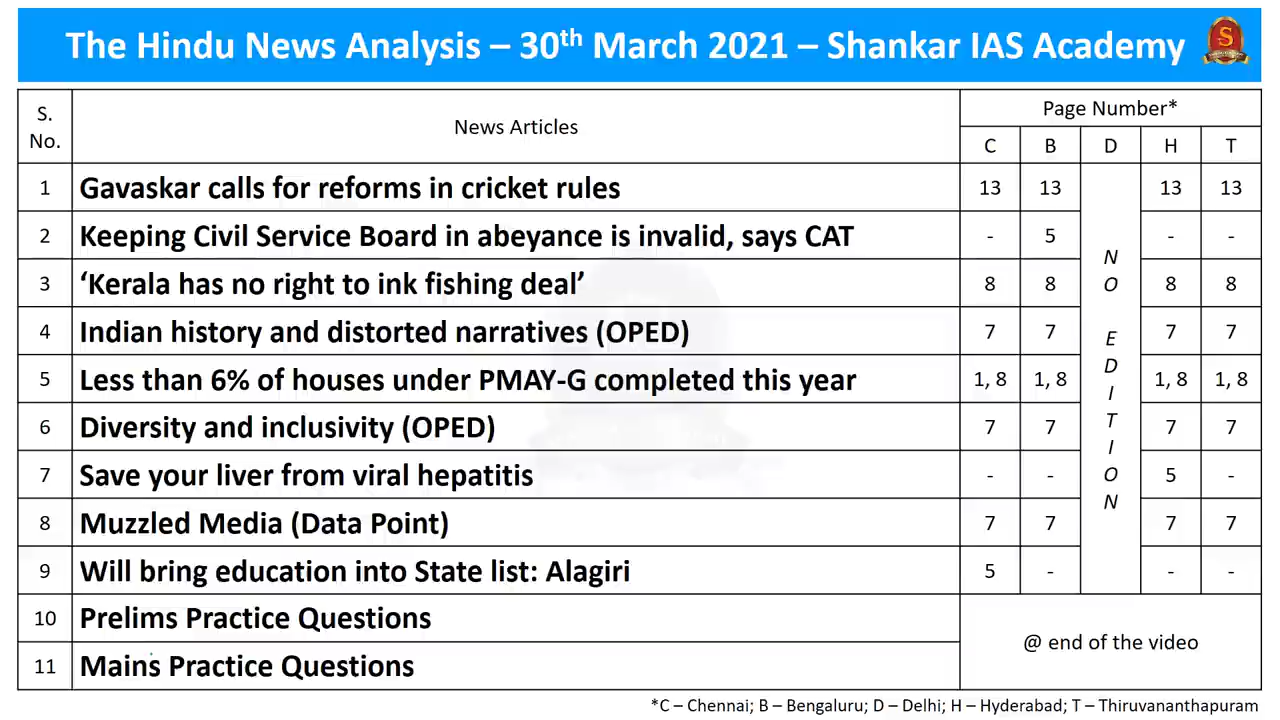 The Hindu News Analysis – 30th March 2021 – Shankar IAS Academy
S. No. News Articles Page Number*
C B D H T
1 Gavaskar calls for reforms in cricket rules 13 13 13 13
2 Keeping Civil Service Board in abeyance is invalid, says CAT - 5 - -
3 ‘Kerala has no right to ink fishing deal’ 8 8 8 8
4 Indian history and distorted narratives (OPED) 7 7 7 7
5 Less than 6% of houses under PMAY-G completed this year 1, 8 1, 8 1, 8 1, 8
6 Diversity and inclusivity (OPED) 7 7 7 7
7 Save your liver from viral hepatitis - - 5 -
8 Muzzled Media (Data Point) 7 7 7 7
9 Will bring education into State list: Alagiri 5 - - -
NO EDITION
10 Prelims Practice Questions
11 Mains Practice Questions
@ end of the video
*C – Chennai; B – Bengaluru; D – Delhi; H – Hyderabad; T – Thiruvananthapuram